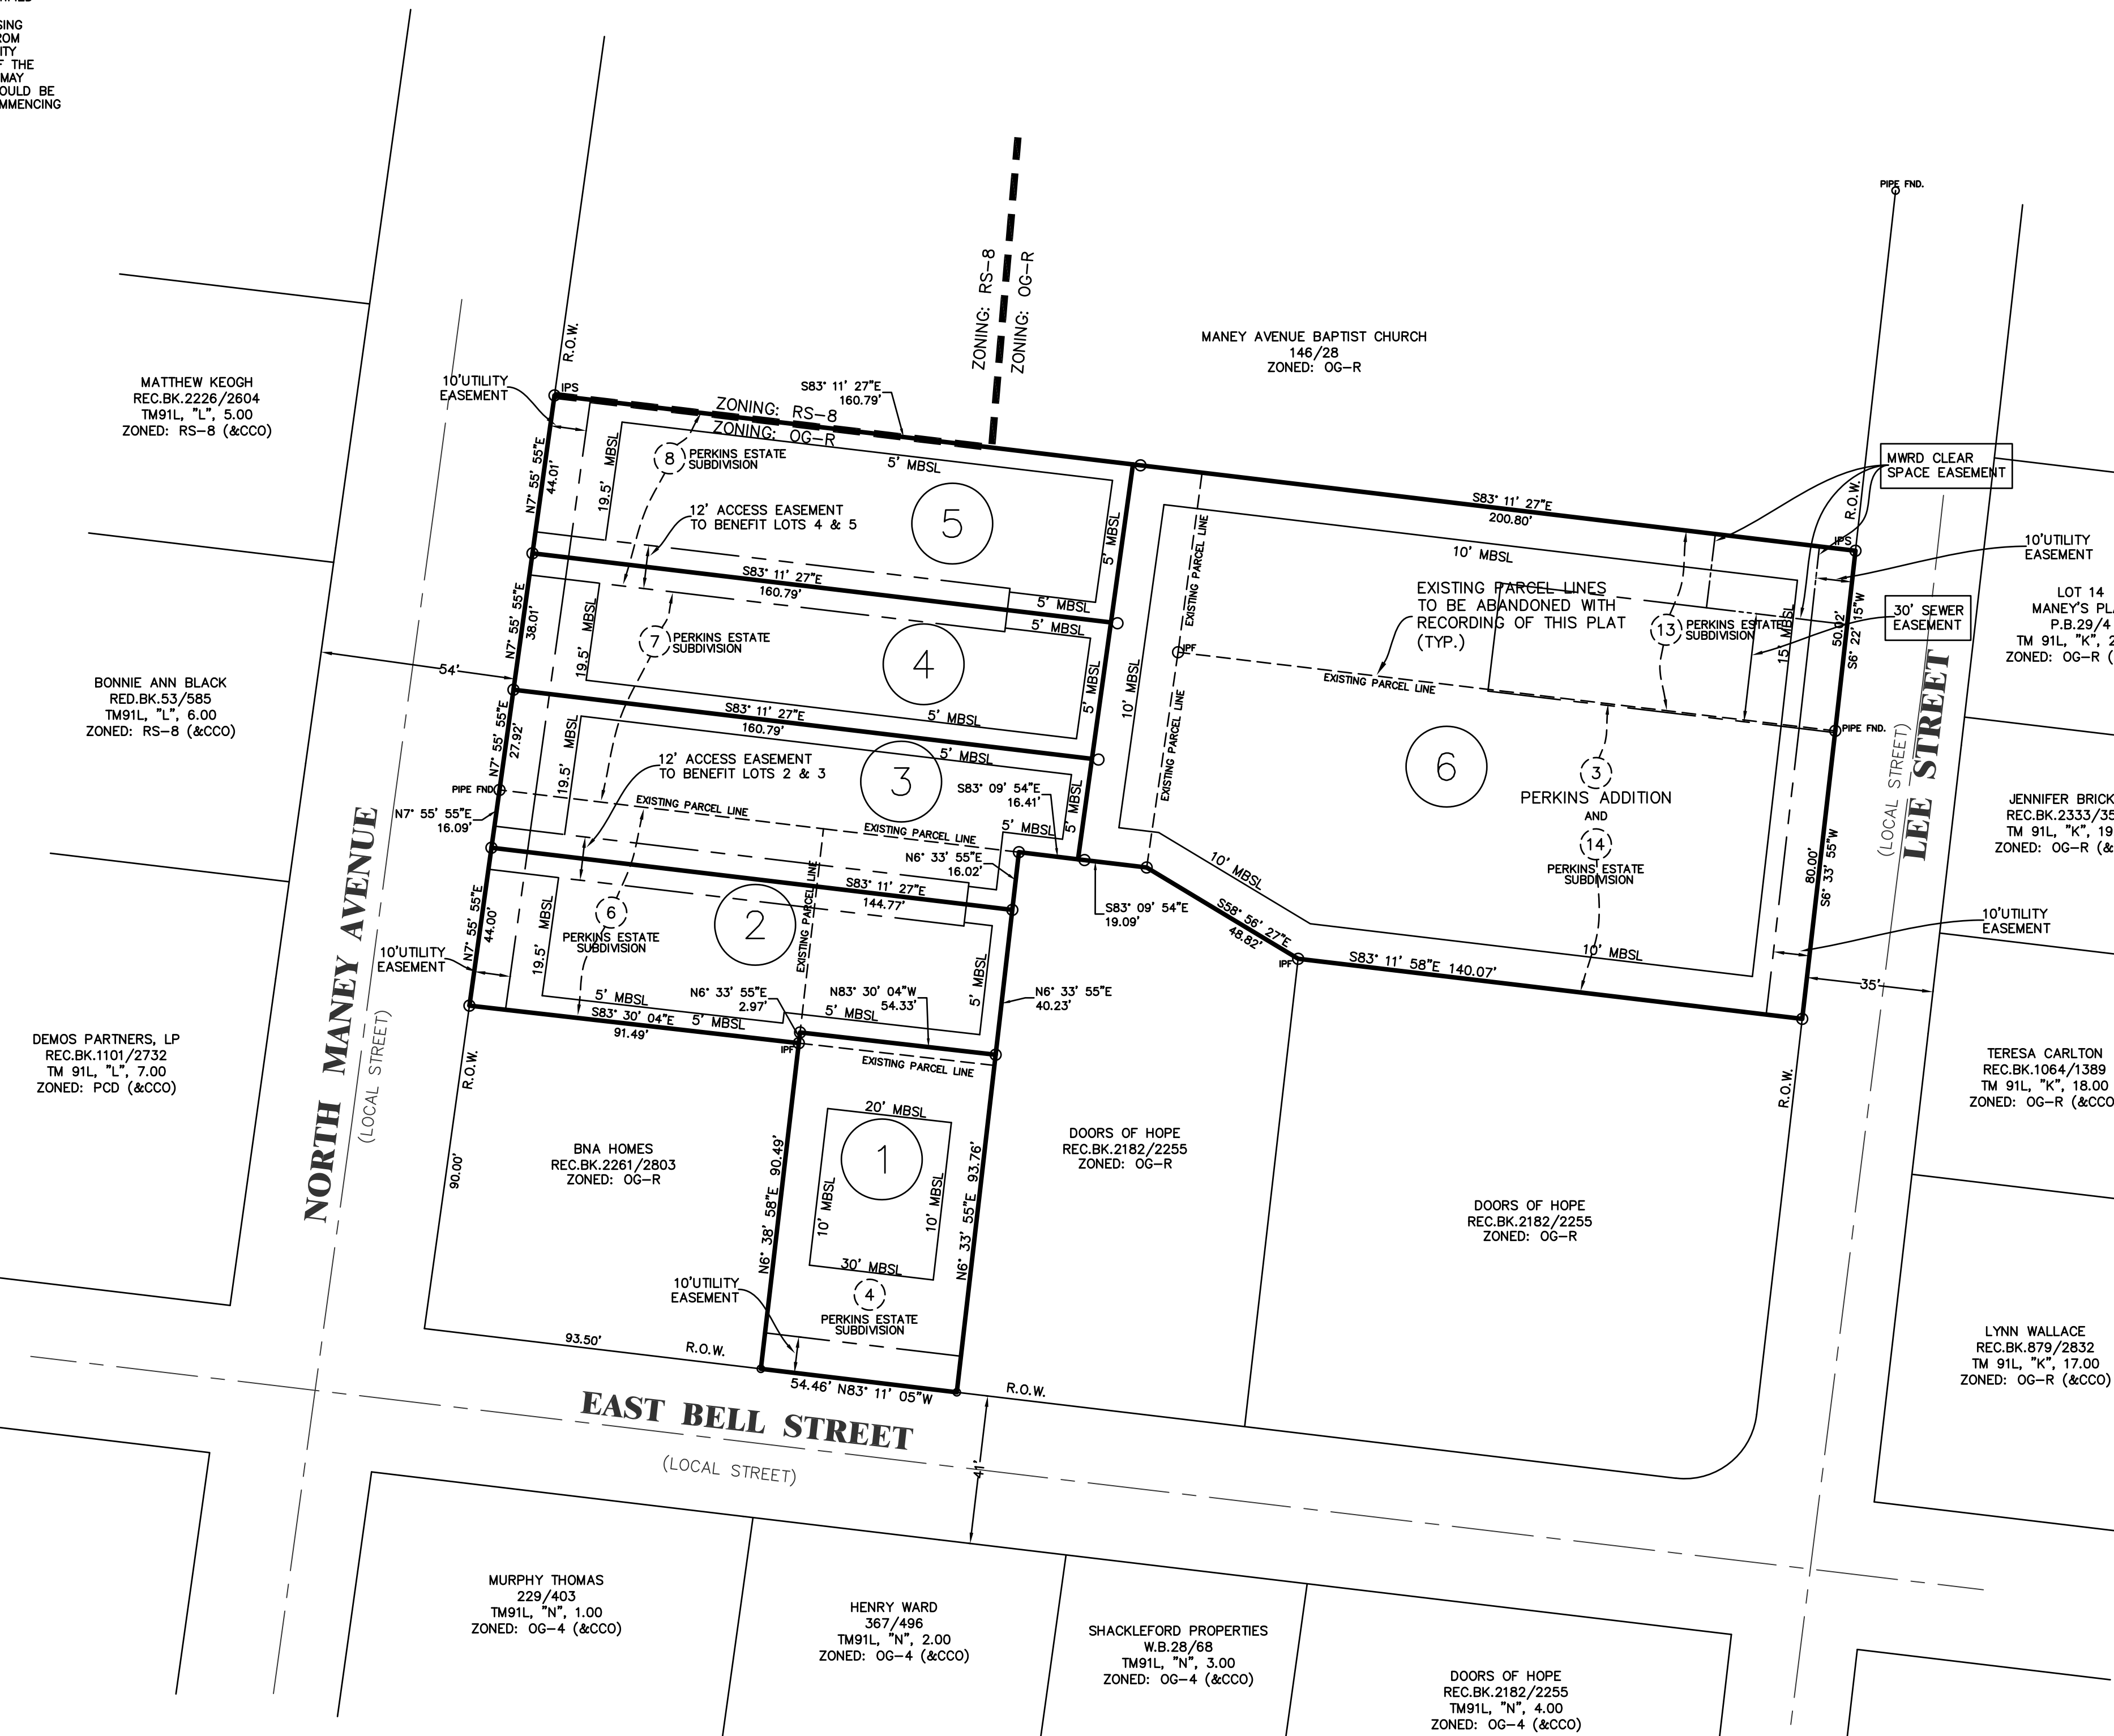 SING
ROM
ITY
F THE
MAY
OULD BE
MMENCING
PIPE FND.
ZONING: RS-8
ZONING: OG-R
R.O.W.
MANEY AVENUE BAPTIST CHURCH
146/28
ZONED: OG-R
MATTHEW KEOGH
REC.BK.2226/2604
TM91L, "L", 5.00
ZONED: RS-8 (&CCO)
10'UTILITY
EASEMENT
IPS
S83° 11' 27"E
160.79'
ZONING: RS-8
ZONING: OG-R
N7° 55' 55"E
44.01'
19.5' MBSL
8
PERKINS ESTATE
SUBDIVISION
5' MBSL
5
12' ACCESS EASEMENT
TO BENEFIT LOTS 4 & 5
5' MBSL
S83° 11' 27"E
200.80'
R.O.W.
IPS
MWRD CLEAR
SPACE EASEMENT
10'UTILITY
EASEMENT
10' MBSL
EXISTING PARCEL LINE
S83° 11' 27"E
160.79'
5' MBSL
5' MBSL
N7° 55' 55"E
38.01'
19.5' MBSL
7
PERKINS ESTATE
SUBDIVISION
4
5' MBSL
5' MBSL
10' MBSL
IPF
EXISTING PARCEL LINES
TO BE ABANDONED WITH
RECORDING OF THIS PLAT
(TYP.)
EXISTING PARCEL LINE
EXISTING PARCEL LINE
13
PERKINS ESTATE
SUBDIVISION
15' MBSL
50.02'
S6° 22' 15"W
30' SEWER
EASEMENT
LOT 14
MANEY'S PLA
P.B.29/4
TM 91L, "K", 2
ZONED: OG-R (
54'
BONNIE ANN BLACK
RED.BK.53/585
TM91L, "L", 6.00
ZONED: RS-8 (&CCO)
S83° 11' 27"E
160.79'
5' MBSL
N7° 55' 55"E
27.92'
19.5' MBSL
12' ACCESS EASEMENT
TO BENEFIT LOTS 2 & 3
3
5' MBSL
5' MBSL
S83° 09' 54"E
16.41'
PIPE FND
N7° 55' 55"E
16.09'
EXISTING PARCEL LINE
EXISTING PARCEL LINE
EXISTING PARCEL LINE
N6° 33' 55"E
16.02'
S83° 09' 54"E
19.09'
10' MBSL
S58° 56' 27"E
48.82'
IPF
6
3
PERKINS ADDITION
AND
14
PERKINS ESTATE
SUBDIVISION
PIPE FND.
(LOCAL STREET)
LEE STREET
80.00'
S6° 33' 55"W
JENNIFER BRICK
REC.BK.2333/35
TM 91L, "K", 19
ZONED: OG-R (&
S83° 11' 27"E
144.77'
N7° 55' 55"E
44.00'
19.5' MBSL
6
PERKINS ESTATE
SUBDIVISION
2
5' MBSL
10'UTILITY
EASEMENT
5' MBSL
S83° 30' 04"E
91.49'
5' MBSL
N6° 33' 55"E
2.97'
N83° 30' 04"W
54.33'
5' MBSL
N6° 33' 55"E
40.23'
IPF
EXISTING PARCEL LINE
S83° 11' 58"E 140.07'
10' MBSL
10'UTILITY
EASEMENT
35'
NORTH MANEY AVENUE
(LOCAL STREET)
R.O.W.
90.00'
DEMOS PARTNERS, LP
REC.BK.1101/2732
TM 91L, "L", 7.00
ZONED: PCD (&CCO)
BNA HOMES
REC.BK.2261/2803
ZONED: OG-R
N6° 38' 58"E 90.49'
20' MBSL
1
10' MBSL
10' MBSL
30' MBSL
N6° 33' 55"E 93.76'
4
PERKINS ESTATE
SUBDIVISION
10'UTILITY
EASEMENT
DOORS OF HOPE
REC.BK.2182/2255
ZONED: OG-R
DOORS OF HOPE
REC.BK.2182/2255
ZONED: OG-R
R.O.W.
TERESA CARLTON
REC.BK.1064/1389
TM 91L, "K", 18.00
ZONED: OG-R (&CCO
LYNN WALLACE
REC.BK.879/2832
TM 91L, "K", 17.00
ZONED: OG-R (&CCO)
93.50'
R.O.W.
54.46' N83° 11' 05"W
R.O.W.
EAST BELL STREET
(LOCAL STREET)
41'
MURPHY THOMAS
229/403
TM91L, "N", 1.00
ZONED: OG-4 (&CCO)
HENRY WARD
367/496
TM91L, "N", 2.00
ZONED: OG-4 (&CCO)
SHACKLEFORD PROPERTIES
W.B.28/68
TM91L, "N", 3.00
ZONED: OG-4 (&CCO)
DOORS OF HOPE
REC.BK.2182/2255
TM91L, "N", 4.00
ZONED: OG-4 (&CCO)